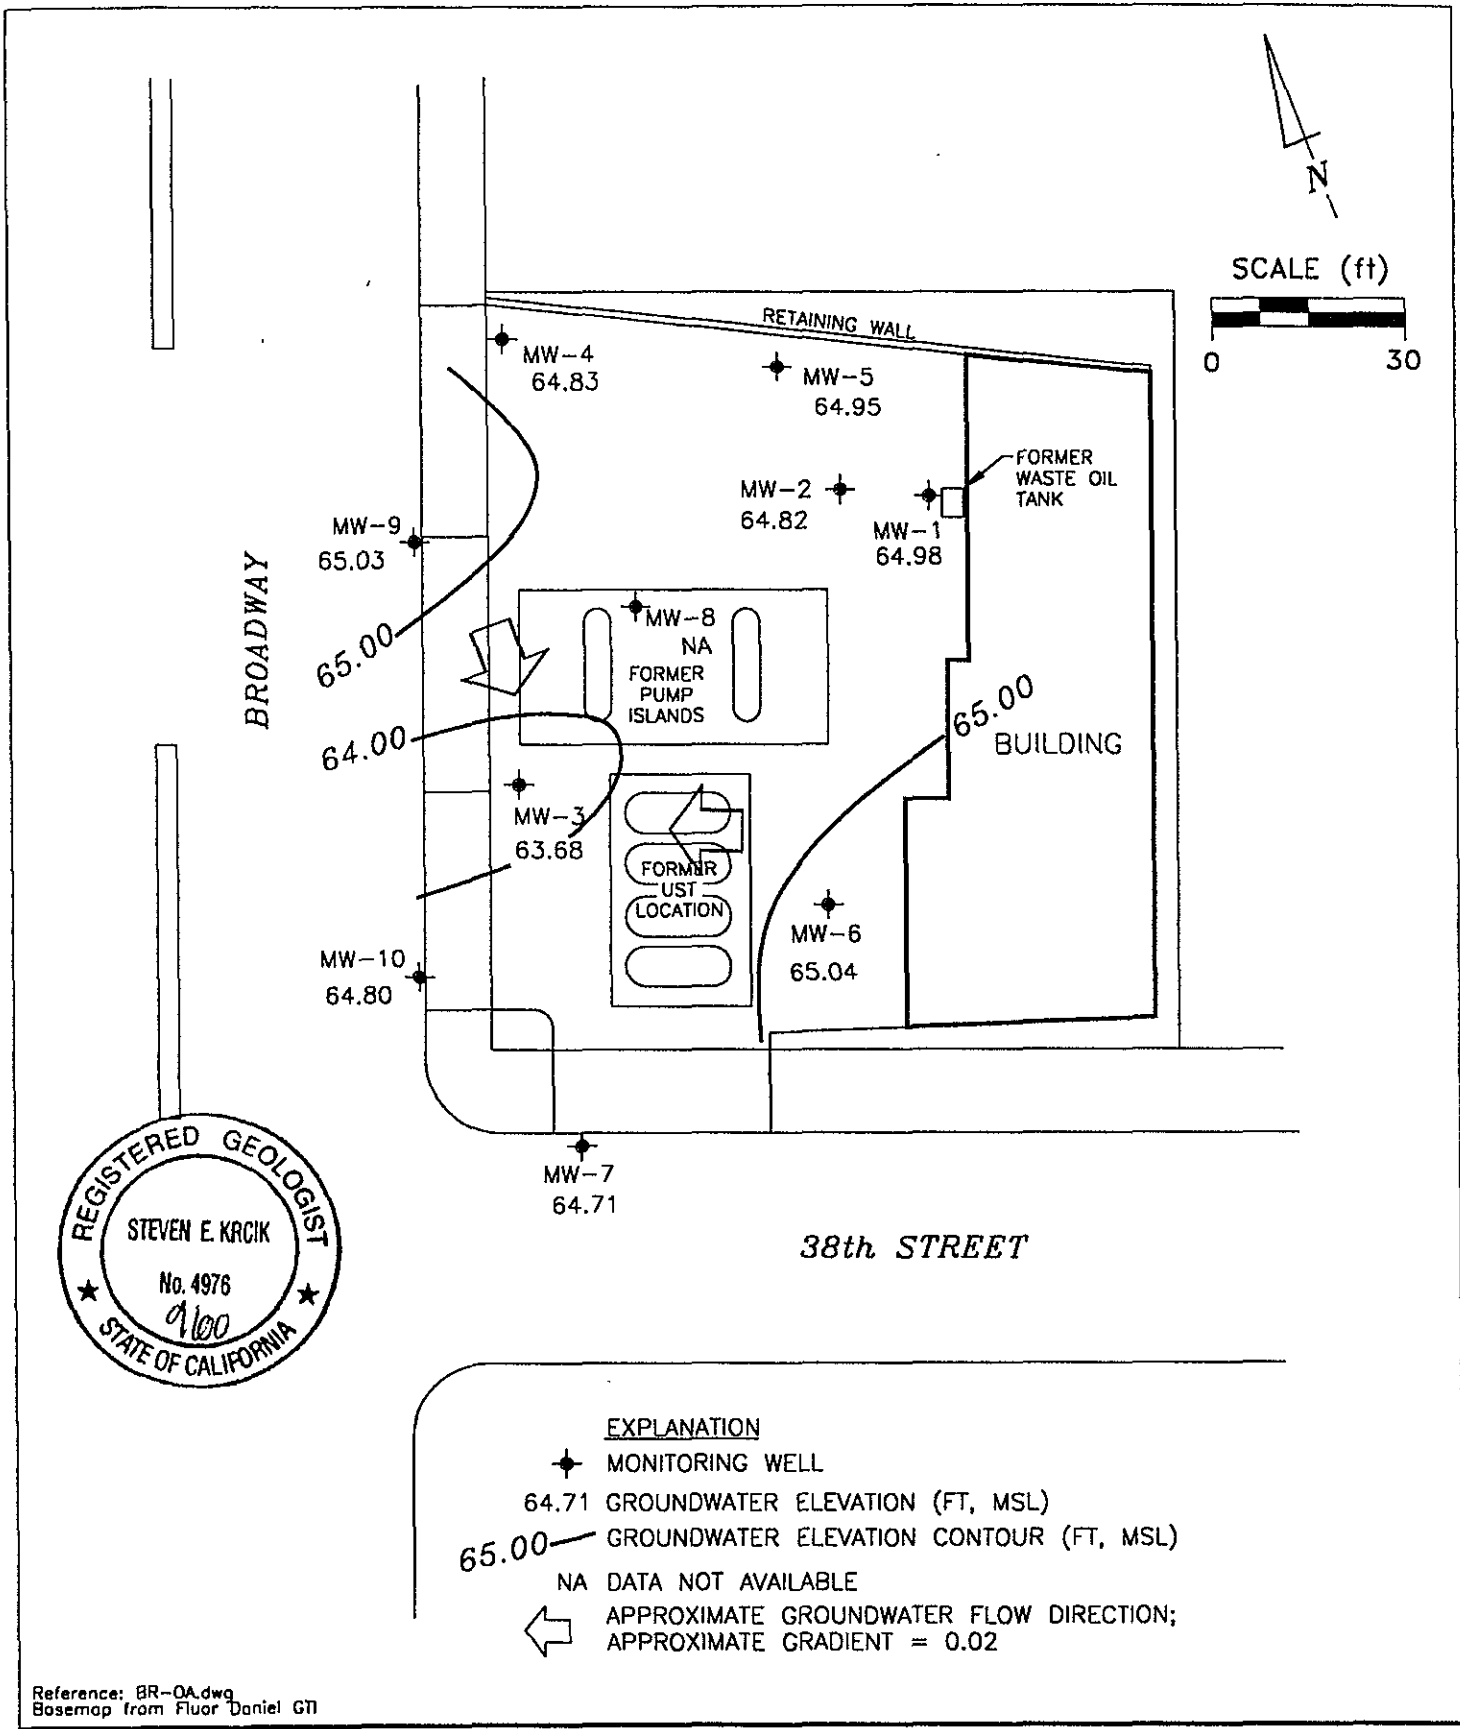 N
SCALE (ft)
0 30
RETAINING WALL
MW-4
64.83
MW-5
64.95
FORMER
WASTE OIL
TANK
MW-2
64.82
MW-1
64.98
MW-9
65.03
BROADWAY
65.00
MW-8
NA
FORMER
PUMP
ISLANDS
64.00
65.00
BUILDING
MW-3
63.68
FORMER
UST
LOCATION
MW-6
65.04
MW-10
64.80
MW-7
64.71
38th STREET
REGISTERED GEOLOGIST
STEVEN E. KRCIK
No. 4976
9/00
STATE OF CALIFORNIA
EXPLANATION
MONITORING WELL
64.71 GROUNDWATER ELEVATION (FT, MSL)
65.00 GROUNDWATER ELEVATION CONTOUR (FT, MSL)
NA DATA NOT AVAILABLE
APPROXIMATE GROUNDWATER FLOW DIRECTION;
APPROXIMATE GRADIENT = 0.02
Reference: BR-OA.dwg
Basemap from Fluor Daniel GTI